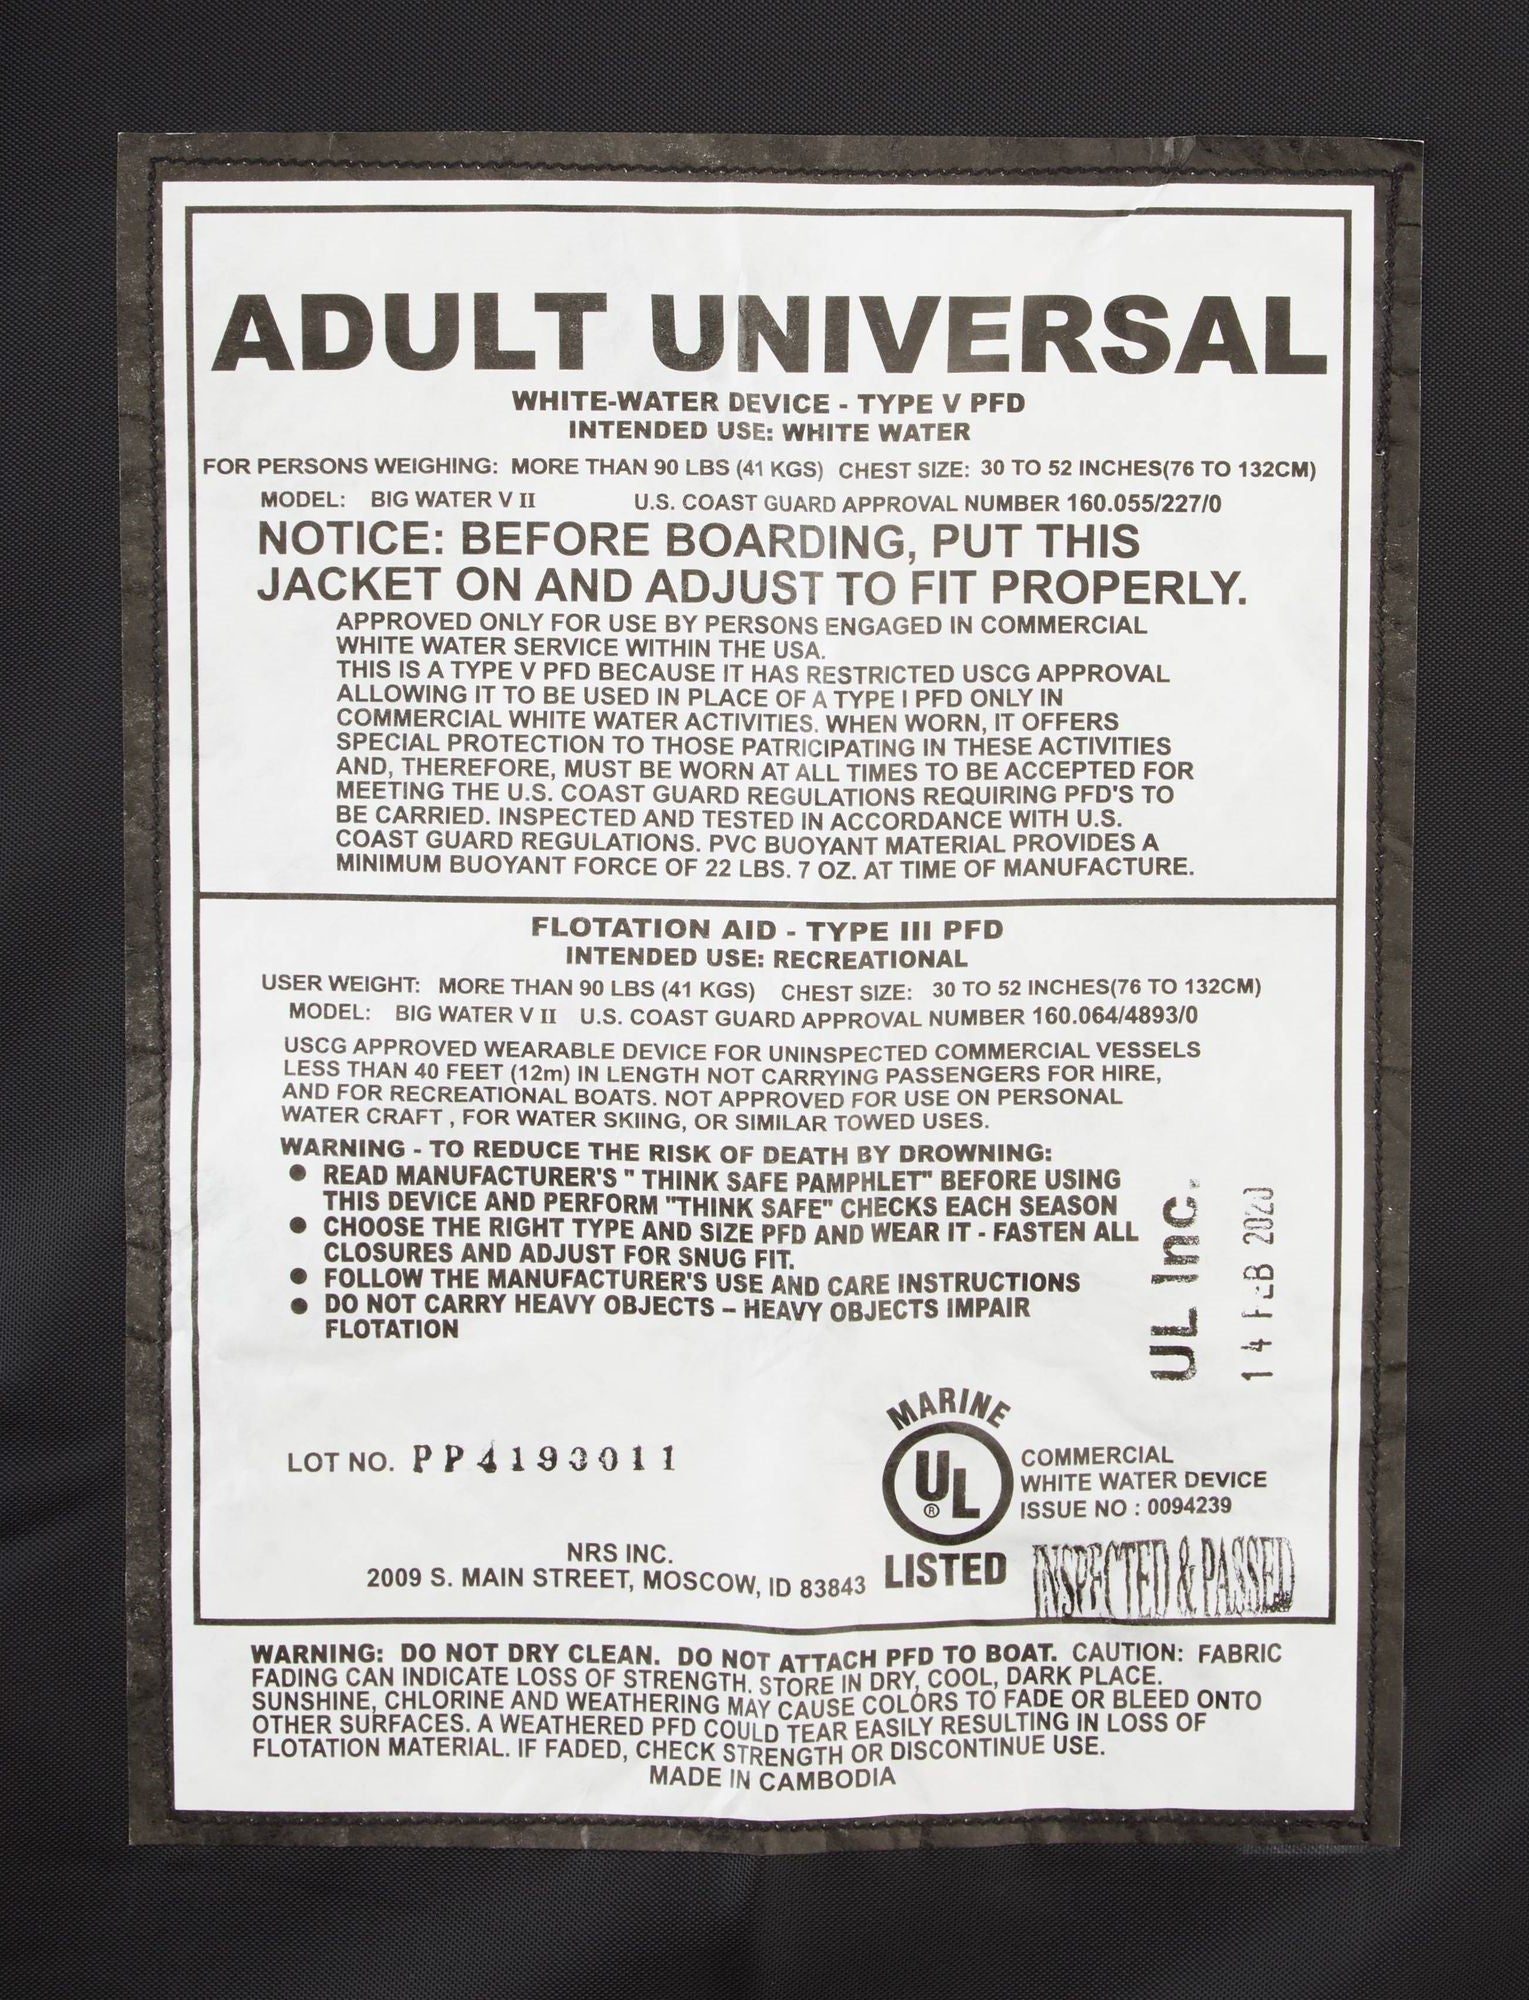 ADULT UNIVERSAL
WHITE-WATER DEVICE - TYPE V PFD
INTENDED USE: WHITE WATER
FOR PERSONS WEIGHING: MORE THAN 90 LBS (41 KGS) CHEST SIZE: 30 TO 52 INCHES(76 TO 132CM)
MODEL: BIG WATER V II U.S. COAST GUARD APPROVAL NUMBER 160.055/227/0
NOTICE: BEFORE BOARDING, PUT THIS
JACKET ON AND ADJUST TO FIT PROPERLY.
APPROVED ONLY FOR USE BY PERSONS ENGAGED IN COMMERCIAL
WHITE WATER SERVICE WITHIN THE USA.
THIS IS A TYPE V PFD BECAUSE IT HAS RESTRICTED USCG APPROVAL
ALLOWING IT TO BE USED IN PLACE OF A TYPE I PFD ONLY IN
COMMERCIAL WHITE WATER ACTIVITIES. WHEN WORN, IT OFFERS
SPECIAL PROTECTION TO THOSE PATRICIPATING IN THESE ACTIVITIES
AND, THEREFORE, MUST BE WORN AT ALL TIMES TO BE ACCEPTED FOR
MEETING THE U.S. COAST GUARD REGULATIONS REQUIRING PFD'S TO
BE CARRIED. INSPECTED AND TESTED IN ACCORDANCE WITH U.S.
COAST GUARD REGULATIONS. PVC BUOYANT MATERIAL PROVIDES A
MINIMUM BUOYANT FORCE OF 22 LBS. 7 OZ. AT TIME OF MANUFACTURE.
FLOTATION AID - TYPE III PFD
INTENDED USE: RECREATIONAL
USER WEIGHT: MORE THAN 90 LBS (41 KGS) CHEST SIZE: 30 TO 52 INCHES(76 TO 132CM)
MODEL: BIG WATER V II U.S. COAST GUARD APPROVAL NUMBER 160.064/4893/0
USCG APPROVED WEARABLE DEVICE FOR UNINSPECTED COMMERCIAL VESSELS
LESS THAN 40 FEET (12m) IN LENGTH NOT CARRYING PASSENGERS FOR HIRE,
AND FOR RECREATIONAL BOATS. NOT APPROVED FOR USE ON PERSONAL
WATER CRAFT , FOR WATER SKIING, OR SIMILAR TOWED USES.
WARNING - TO REDUCE THE RISK OF DEATH BY DROWNING:
● READ MANUFACTURER'S " THINK SAFE PAMPHLET" BEFORE USING
THIS DEVICE AND PERFORM "THINK SAFE" CHECKS EACH SEASON
● CHOOSE THE RIGHT TYPE AND SIZE PFD AND WEAR IT - FASTEN ALL
CLOSURES AND ADJUST FOR SNUG FIT.
● FOLLOW THE MANUFACTURER'S USE AND CARE INSTRUCTIONS
● DO NOT CARRY HEAVY OBJECTS – HEAVY OBJECTS IMPAIR
FLOTATION
UL Inc.
14 FEB 2020
LOT NO. PP4193011
MARINE
UL ®
LISTED
COMMERCIAL
WHITE WATER DEVICE
ISSUE NO : 0094239
INSPECTED & PASSED
NRS INC.
2009 S. MAIN STREET, MOSCOW, ID 83843
WARNING: DO NOT DRY CLEAN. DO NOT ATTACH PFD TO BOAT. CAUTION: FABRIC
FADING CAN INDICATE LOSS OF STRENGTH. STORE IN DRY, COOL, DARK PLACE.
SUNSHINE, CHLORINE AND WEATHERING MAY CAUSE COLORS TO FADE OR BLEED ONTO
OTHER SURFACES. A WEATHERED PFD COULD TEAR EASILY RESULTING IN LOSS OF
FLOTATION MATERIAL. IF FADED, CHECK STRENGTH OR DISCONTINUE USE.
MADE IN CAMBODIA